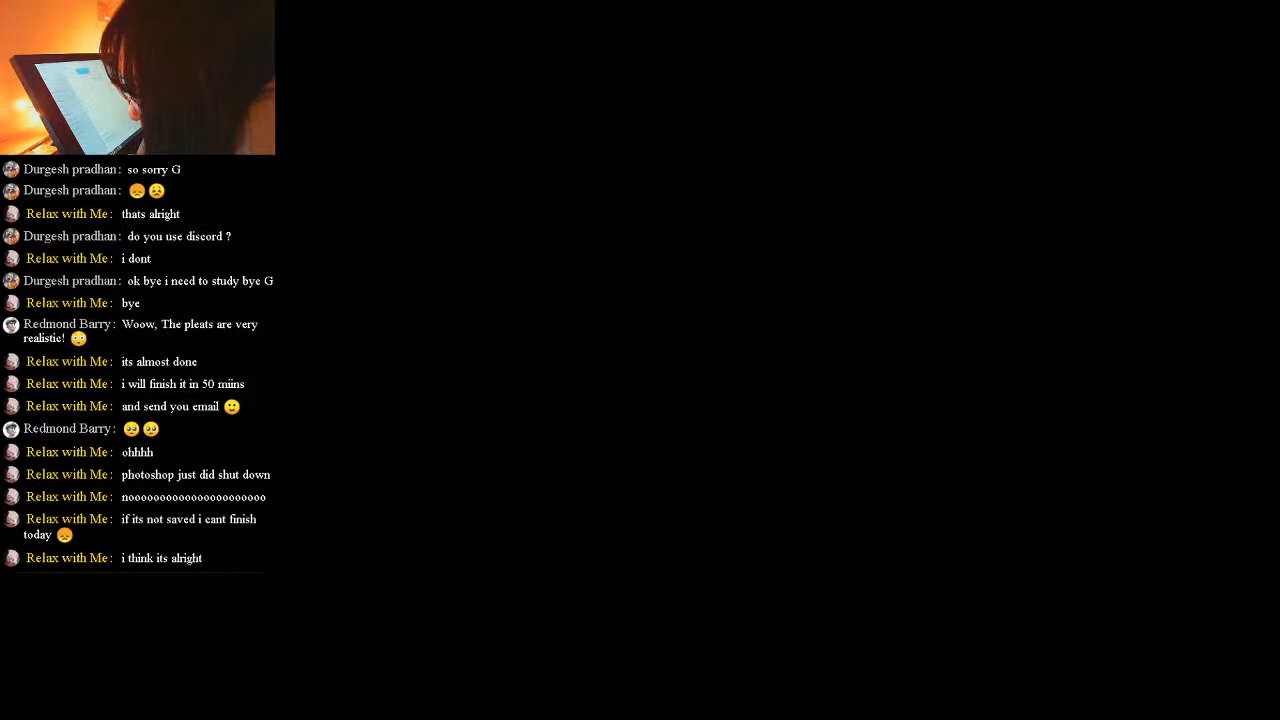 Durgesh pradhan: so sorry G
Durgesh pradhan: 😞😣
Relax with Me: thats alright
Durgesh pradhan: do you use discord ?
Relax with Me: i dont
Durgesh pradhan: ok bye i need to study bye G
Relax with Me: bye
Redmond Barry: Woow, The pleats are very
realistic! 😳
Relax with Me: its almost done
Relax with Me: i will finish it in 50 miins
Relax with Me: and send you email 🙂
Redmond Barry: 🥺🥺
Relax with Me: ohhhh
Relax with Me: photoshop just did shut down
Relax with Me: noooooooooooooooooooooo
Relax with Me: if its not saved i cant finish
today 😞
Relax with Me: i think its alright